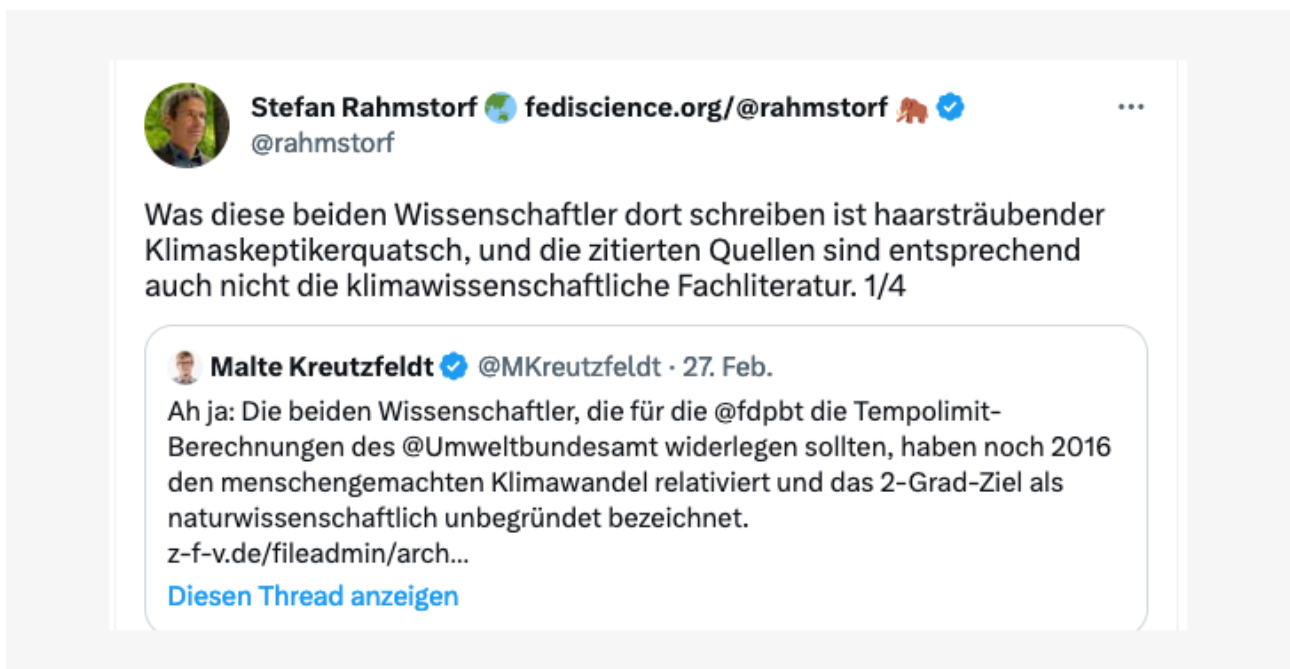 Stefan Rahmstorf 🌏 fediscience.org/@rahmstorf 🦣
@rahmstorf
Was diese beiden Wissenschaftler dort schreiben ist haarsträubender
Klimaskeptikerquatsch, und die zitierten Quellen sind entsprechend
auch nicht die klimawissenschaftliche Fachliteratur. 1/4
Malte Kreutzfeldt @MKreutzfeldt · 27. Feb.
Ah ja: Die beiden Wissenschaftler, die für die @fdpbt die Tempolimit-
Berechnungen des @Umweltbundesamt widerlegen sollten, haben noch 2016
den menschengemachten Klimawandel relativiert und das 2-Grad-Ziel als
naturwissenschaftlich unbegründet bezeichnet.
z-f-v.de/fileadmin/arch...
Diesen Thread anzeigen